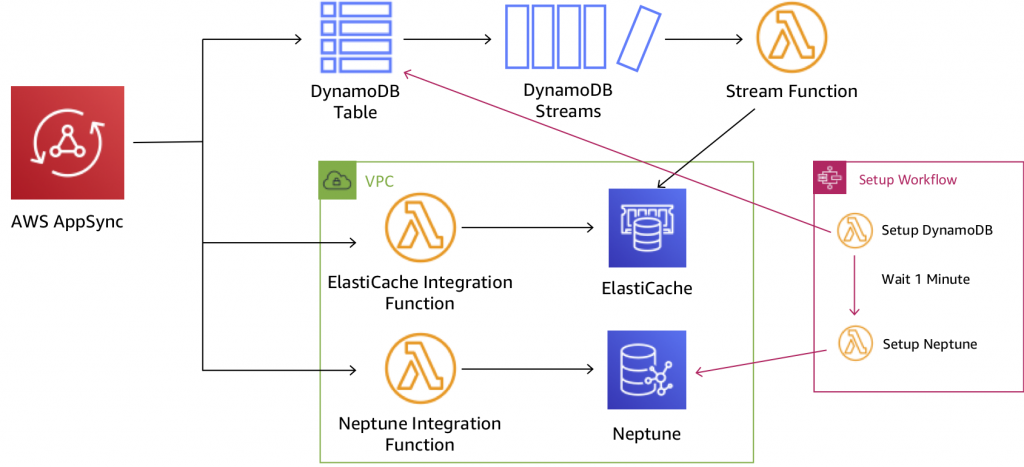 DynamoDB
Table
DynamoDB
Streams
Stream Function
AWS AppSync
VPC
ElastiCache Integration
Function
ElastiCache
Neptune Integration
Function
Neptune
Setup Workflow
Setup DynamoDB
Wait 1 Minute
Setup Neptune